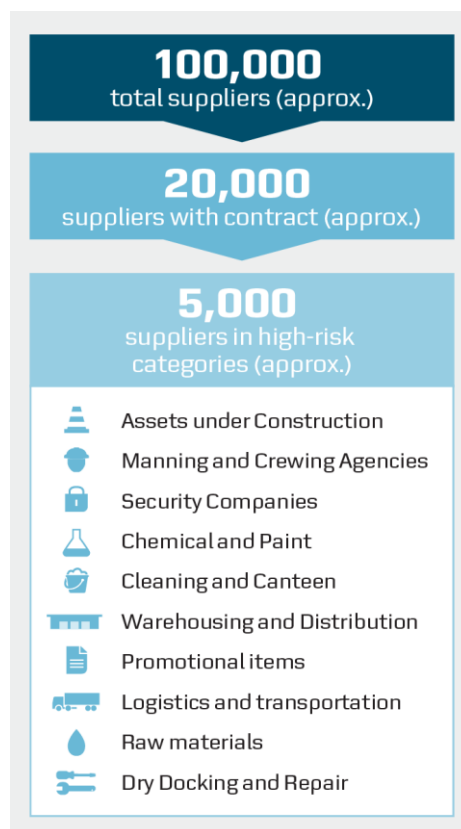 100,000
total suppliers (approx.)
20,000
suppliers with contract (approx.)
5,000
suppliers in high-risk
categories (approx.)
Assets under Construction
Manning and Crewing Agencies
Security Companies
Chemical and Paint
Cleaning and Canteen
Warehousing and Distribution
Promotional items
Logistics and transportation
Raw materials
Dry Docking and Repair